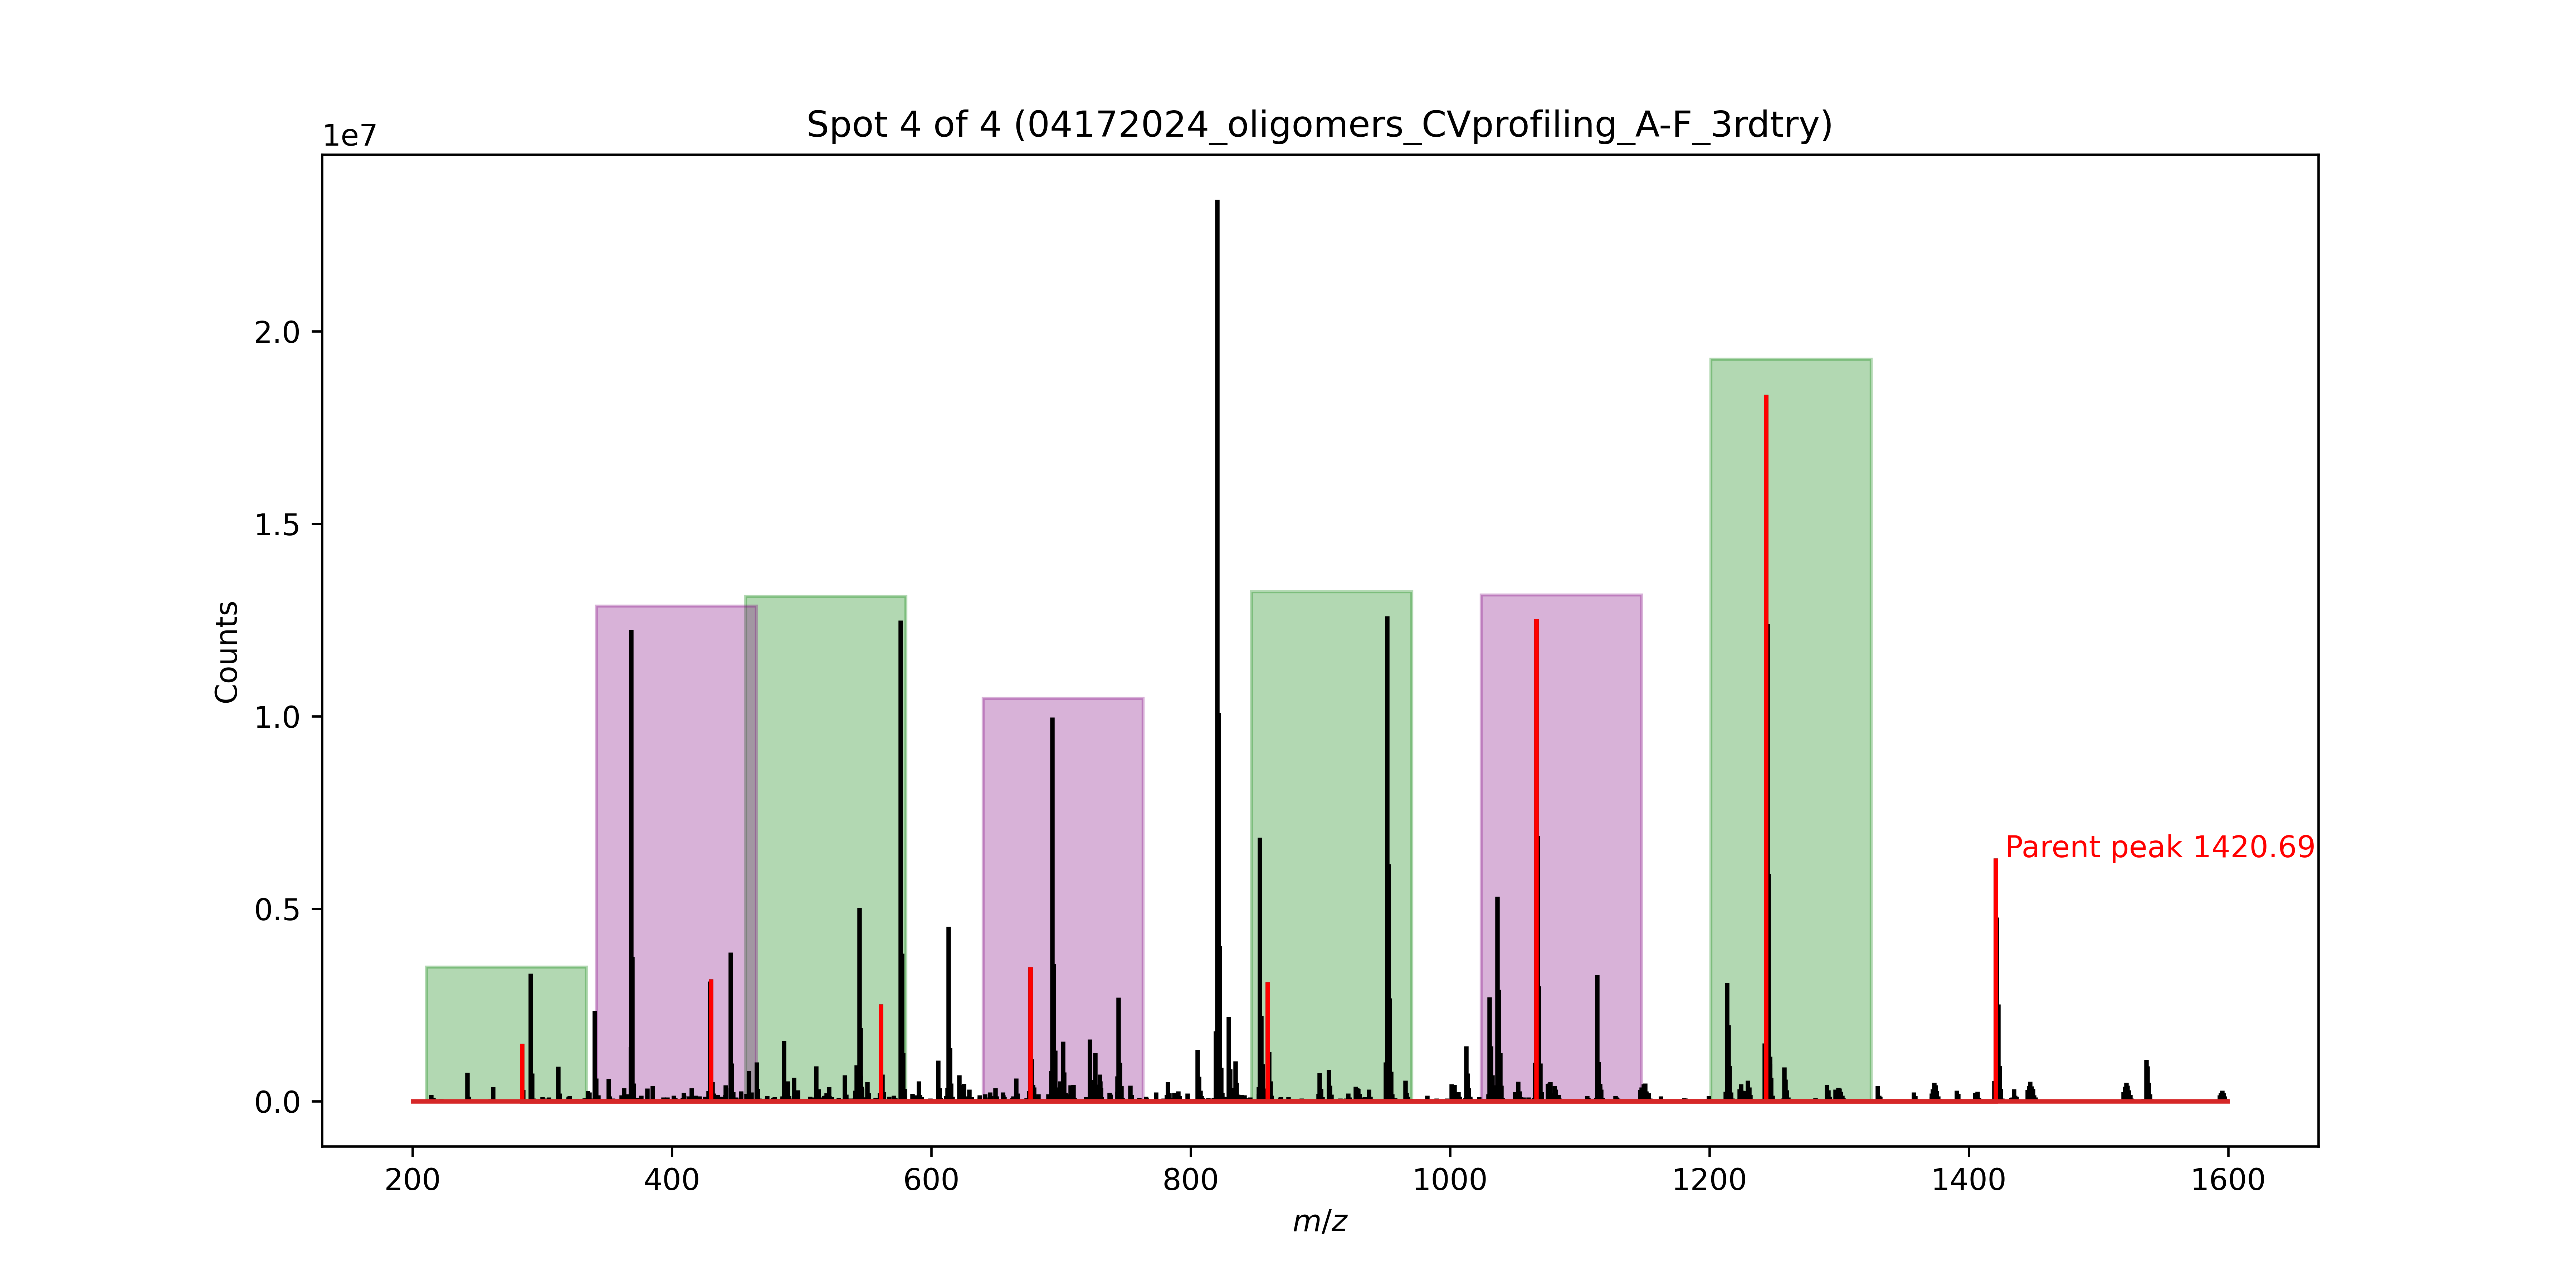 Spot 4 of 4 (04172024_oligomers_CVprofiling_A-F_3rdtry)
1e7
2.0
1.5
1.0
0.5
0.0
Counts
Parent peak 1420.69
200 400 600 800 1000 1200 1400 1600
m/z